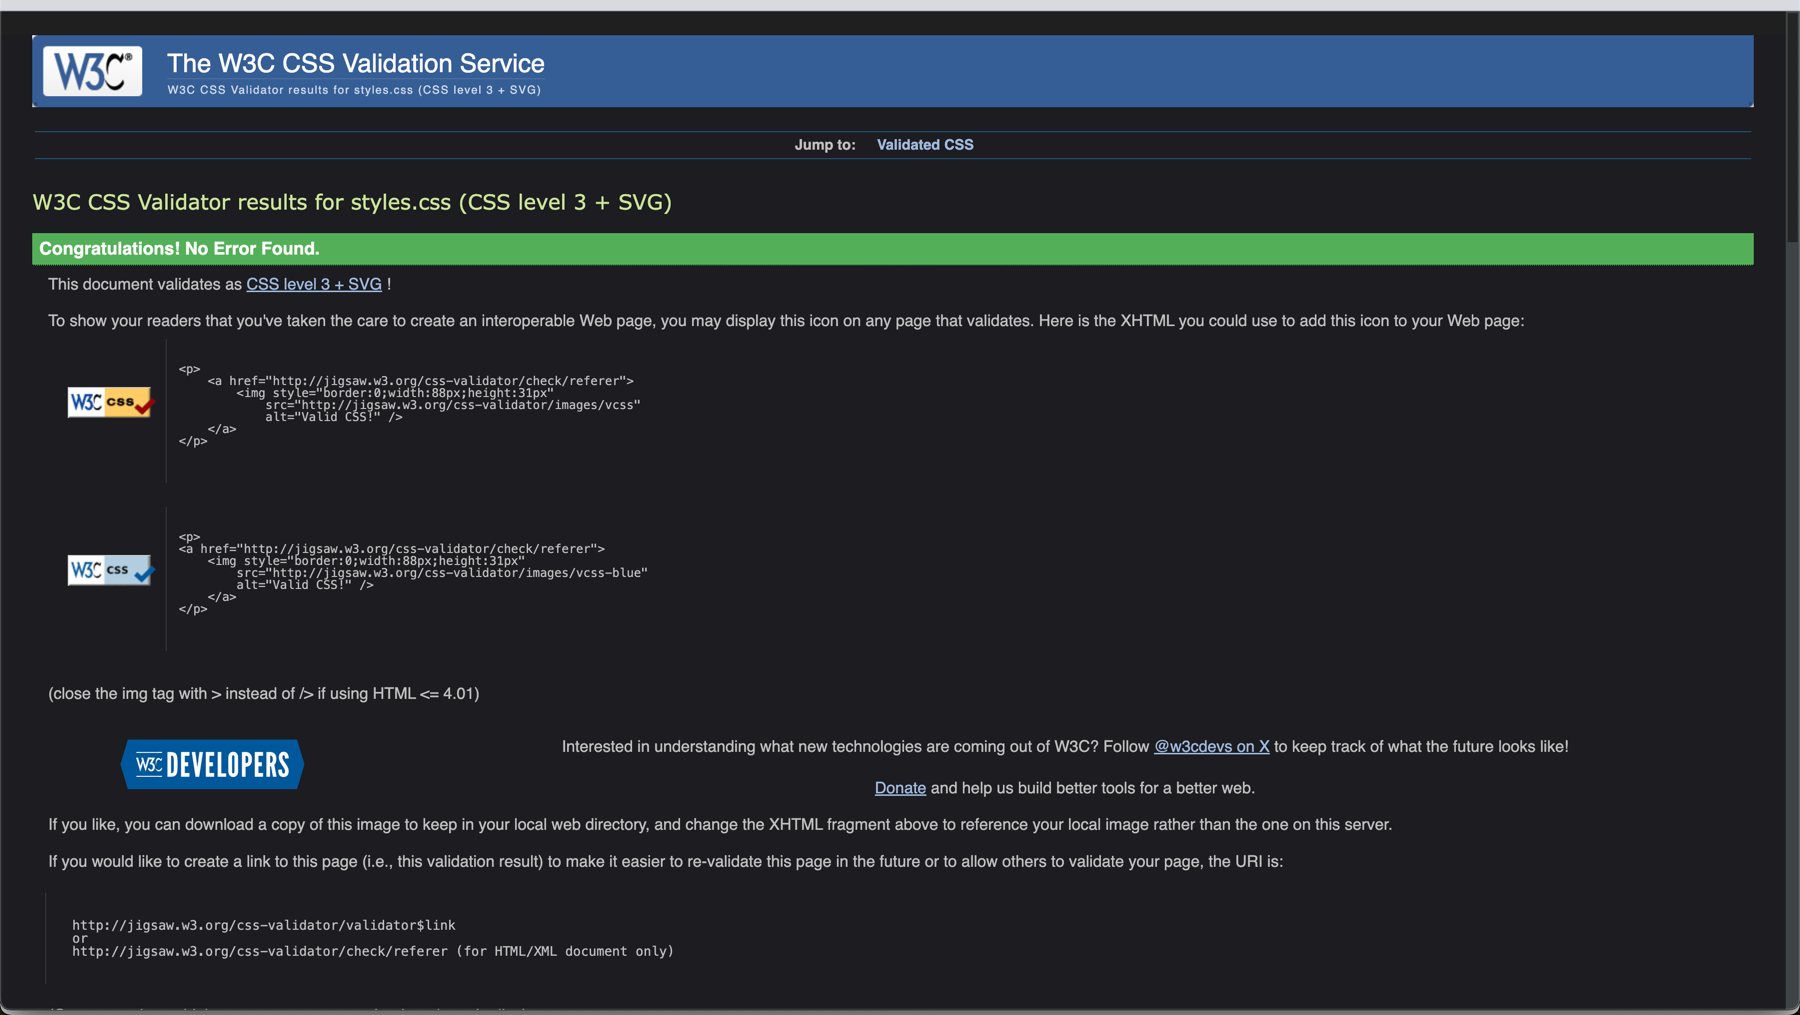 W3C®
The W3C CSS Validation Service
W3C CSS Validator results for styles.css (CSS level 3 + SVG)
Jump to: Validated CSS
W3C CSS Validator results for styles.css (CSS level 3 + SVG)
Congratulations! No Error Found.
This document validates as CSS level 3 + SVG !
To show your readers that you've taken the care to create an interoperable Web page, you may display this icon on any page that validates. Here is the XHTML you could use to add this icon to your Web page:
W3C css
<p>
<a href="http://jigsaw.w3.org/css-validator/check/referer">
<img style="border:0;width:88px;height:31px"
src="http://jigsaw.w3.org/css-validator/images/vcss"
alt="Valid CSS!" />
</a>
</p>
W3C css
<p>
<a href="http://jigsaw.w3.org/css-validator/check/referer">
<img style="border:0;width:88px;height:31px"
src="http://jigsaw.w3.org/css-validator/images/vcss-blue"
alt="Valid CSS!" />
</a>
</p>
(close the img tag with > instead of /> if using HTML <= 4.01)
W3C DEVELOPERS
Interested in understanding what new technologies are coming out of W3C? Follow @w3cdevs on X to keep track of what the future looks like!
Donate and help us build better tools for a better web.
If you like, you can download a copy of this image to keep in your local web directory, and change the XHTML fragment above to reference your local image rather than the one on this server.
If you would like to create a link to this page (i.e., this validation result) to make it easier to re-validate this page in the future or to allow others to validate your page, the URI is:
http://jigsaw.w3.org/css-validator/validator$link
or
http://jigsaw.w3.org/css-validator/check/referer (for HTML/XML document only)